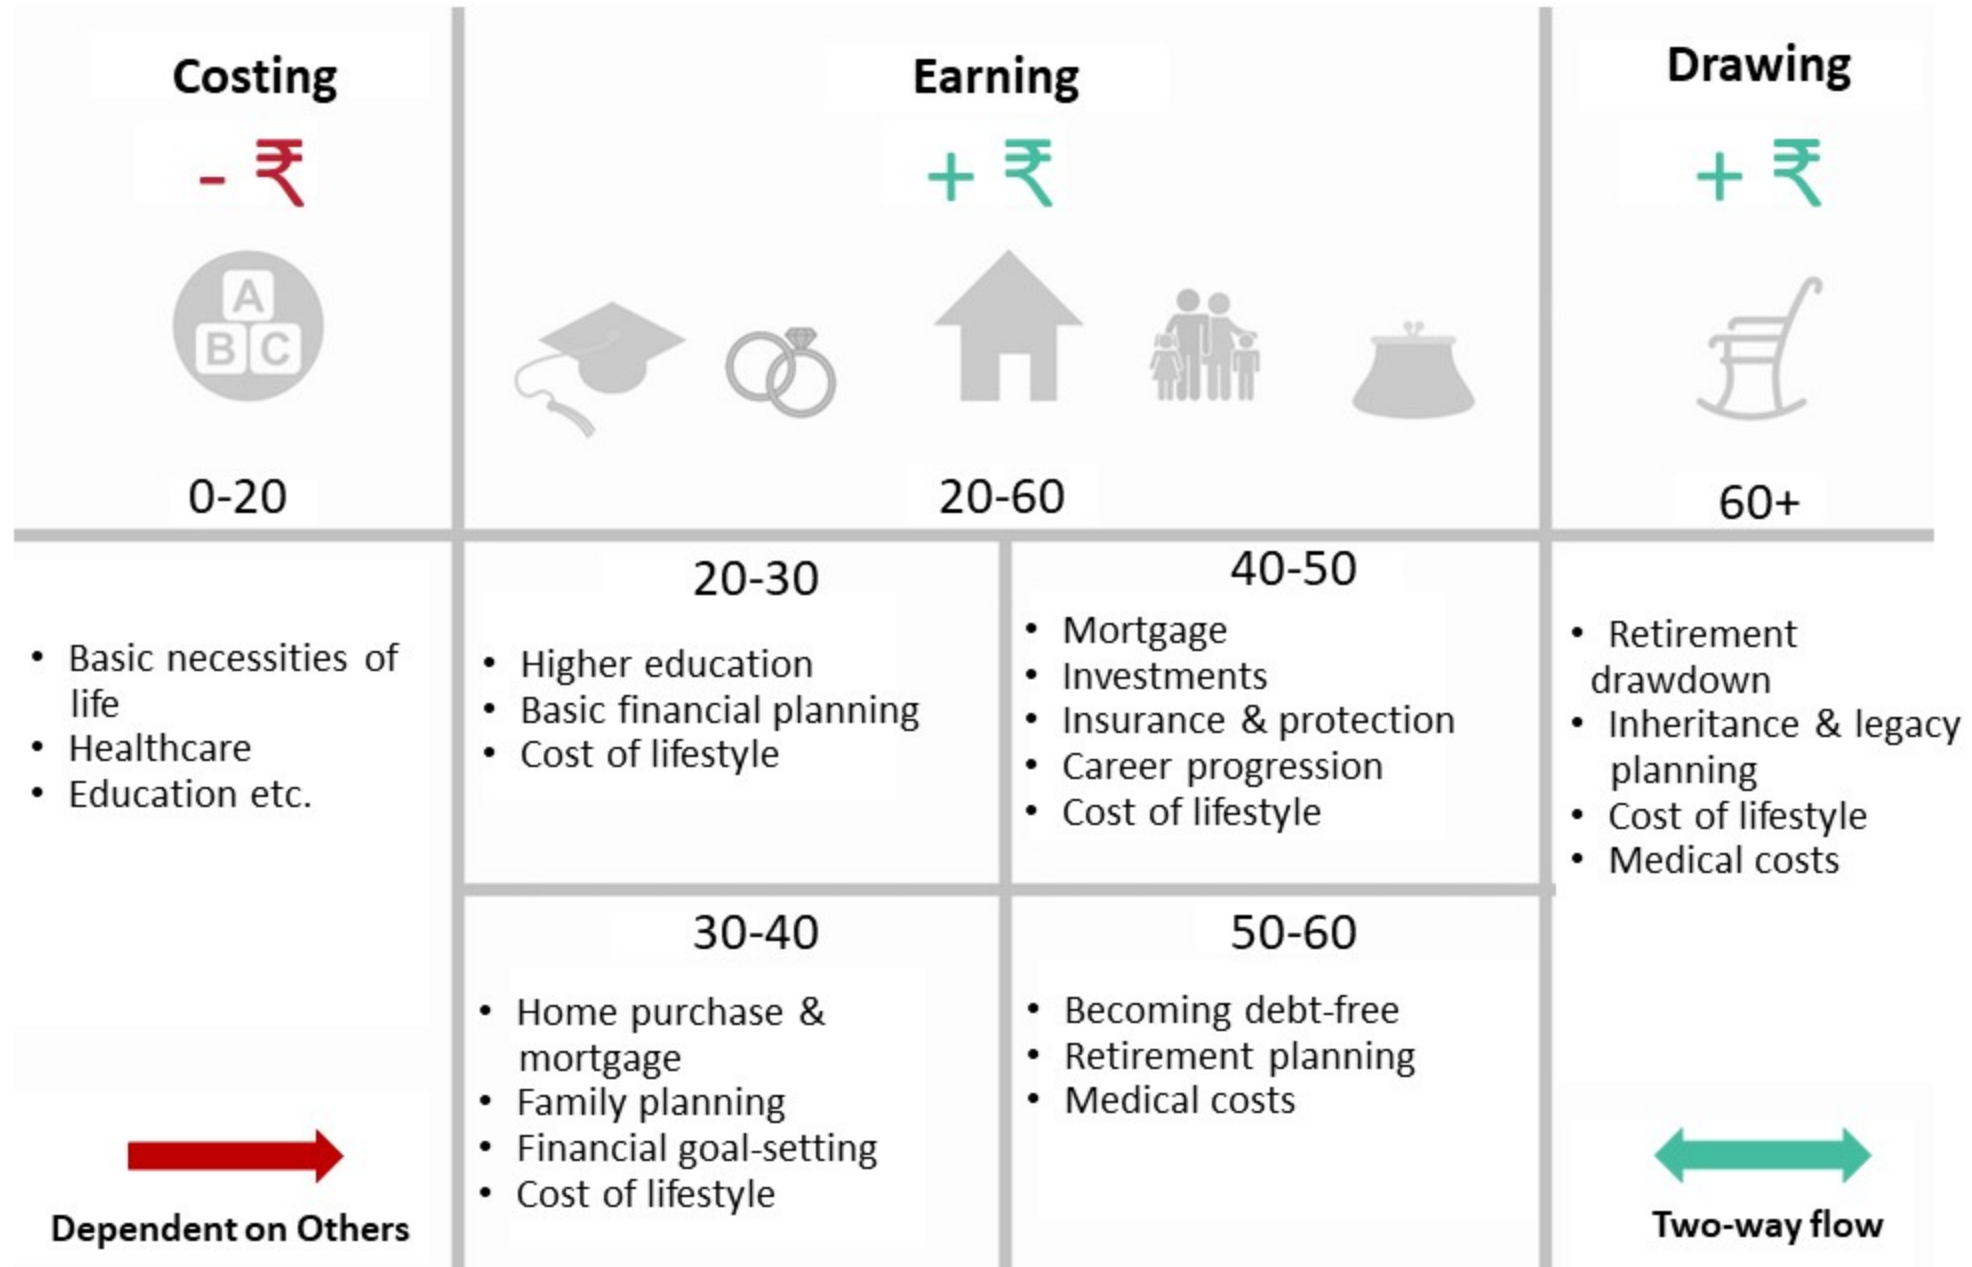 Costing
- ₹
A
B C
0-20
Earning
+ ₹
20-60
Drawing
+ ₹
60+
• Basic necessities of
life
• Healthcare
• Education etc.
Dependent on Others
20-30
• Higher education
• Basic financial planning
• Cost of lifestyle
30-40
• Home purchase &
mortgage
• Family planning
• Financial goal-setting
• Cost of lifestyle
40-50
• Mortgage
• Investments
• Insurance & protection
• Career progression
• Cost of lifestyle
50-60
• Becoming debt-free
• Retirement planning
• Medical costs
• Retirement
drawdown
• Inheritance & legacy
planning
• Cost of lifestyle
• Medical costs
Two-way flow